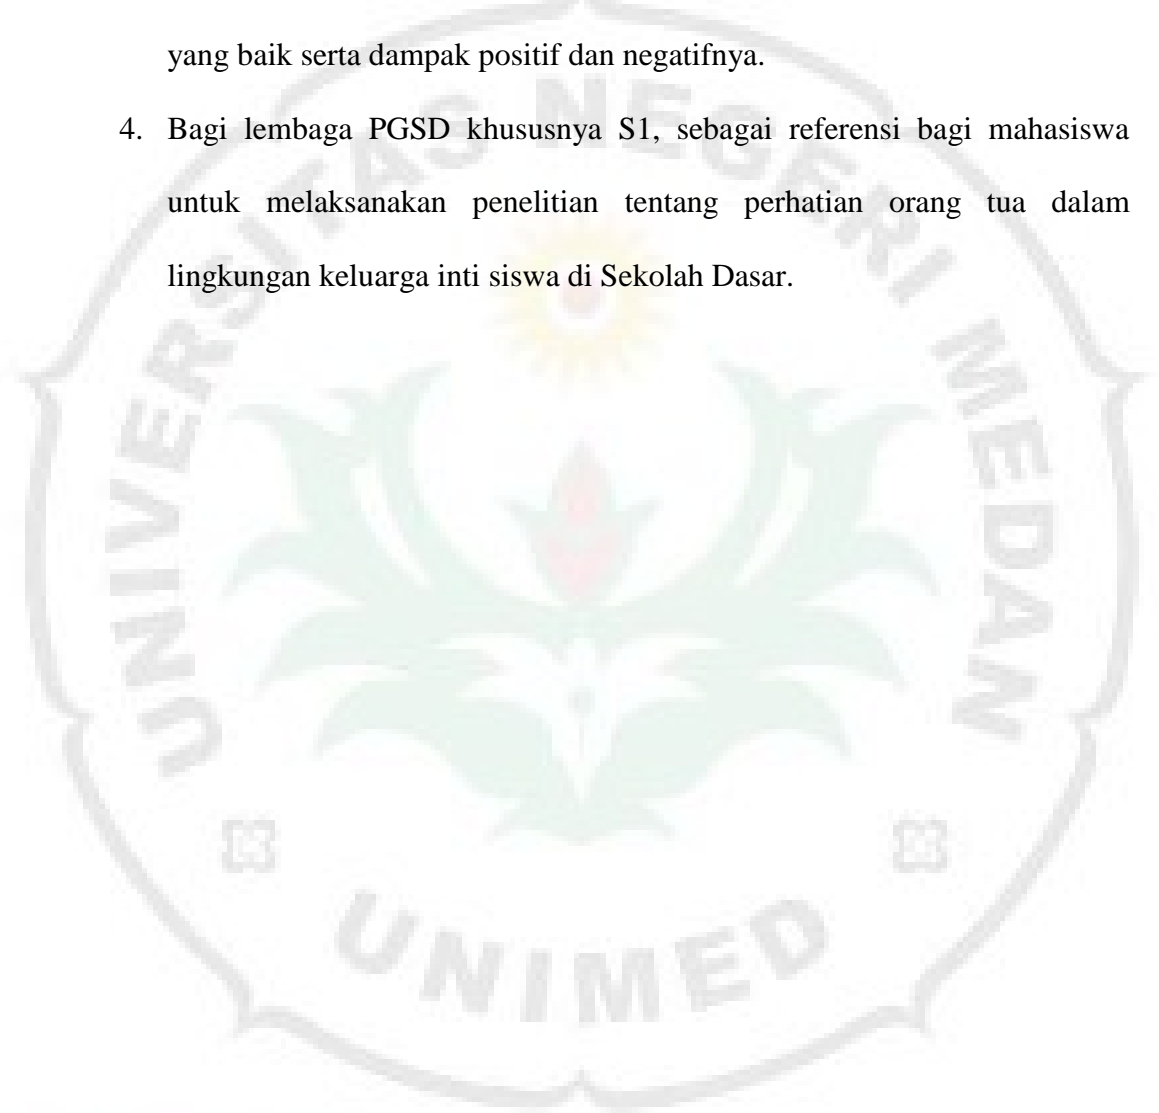 yang baik serta dampak positif dan negatifnya.
4. Bagi lembaga PGSD khususnya S1, sebagai referensi bagi mahasiswa
untuk melaksanakan penelitian tentang perhatian orang tua dalam
lingkungan keluarga inti siswa di Sekolah Dasar.
UNIVERSITAS NEGERI MEDAN
UNIMED